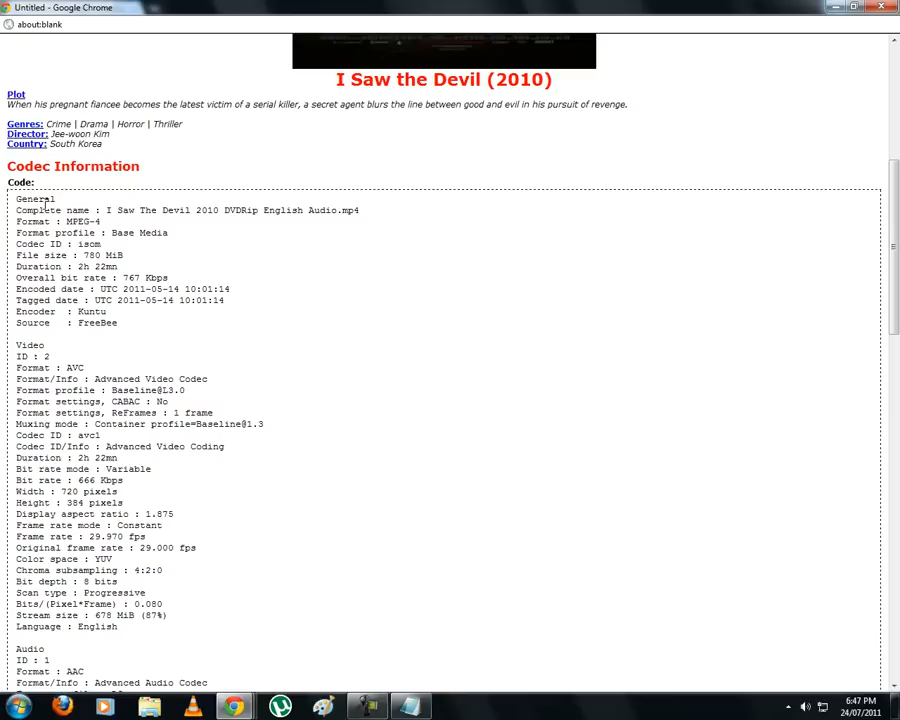 Untitled - Google Chrome
about:blank
I Saw the Devil (2010)
Plot
When his pregnant fiancee becomes the latest victim of a serial killer, a secret agent blurs the line between good and evil in his pursuit of revenge.
Genres: Crime | Drama | Horror | Thriller
Director: Jee-woon Kim
Country: South Korea
Codec Information
Code:
General
Complete name : I Saw The Devil 2010 DVDRip English Audio.mp4
Format : MPEG-4
Format profile : Base Media
Codec ID : isom
File size : 780 MiB
Duration : 2h 22mn
Overall bit rate : 767 Kbps
Encoded date : UTC 2011-05-14 10:01:14
Tagged date : UTC 2011-05-14 10:01:14
Encoder : Kuntu
Source : FreeBee
Video
ID : 2
Format : AVC
Format/Info : Advanced Video Codec
Format profile : Baseline@L3.0
Format settings, CABAC : No
Format settings, ReFrames : 1 frame
Muxing mode : Container profile=Baseline@1.3
Codec ID : avc1
Codec ID/Info : Advanced Video Coding
Duration : 2h 22mn
Bit rate mode : Variable
Bit rate : 666 Kbps
Width : 720 pixels
Height : 384 pixels
Display aspect ratio : 1.875
Frame rate mode : Constant
Frame rate : 29.970 fps
Original frame rate : 29.000 fps
Color space : YUV
Chroma subsampling : 4:2:0
Bit depth : 8 bits
Scan type : Progressive
Bits/(Pixel*Frame) : 0.080
Stream size : 678 MiB (87%)
Language : English
Audio
ID : 1
Format : AAC
Format/Info : Advanced Audio Codec
6:47 PM
24/07/2011